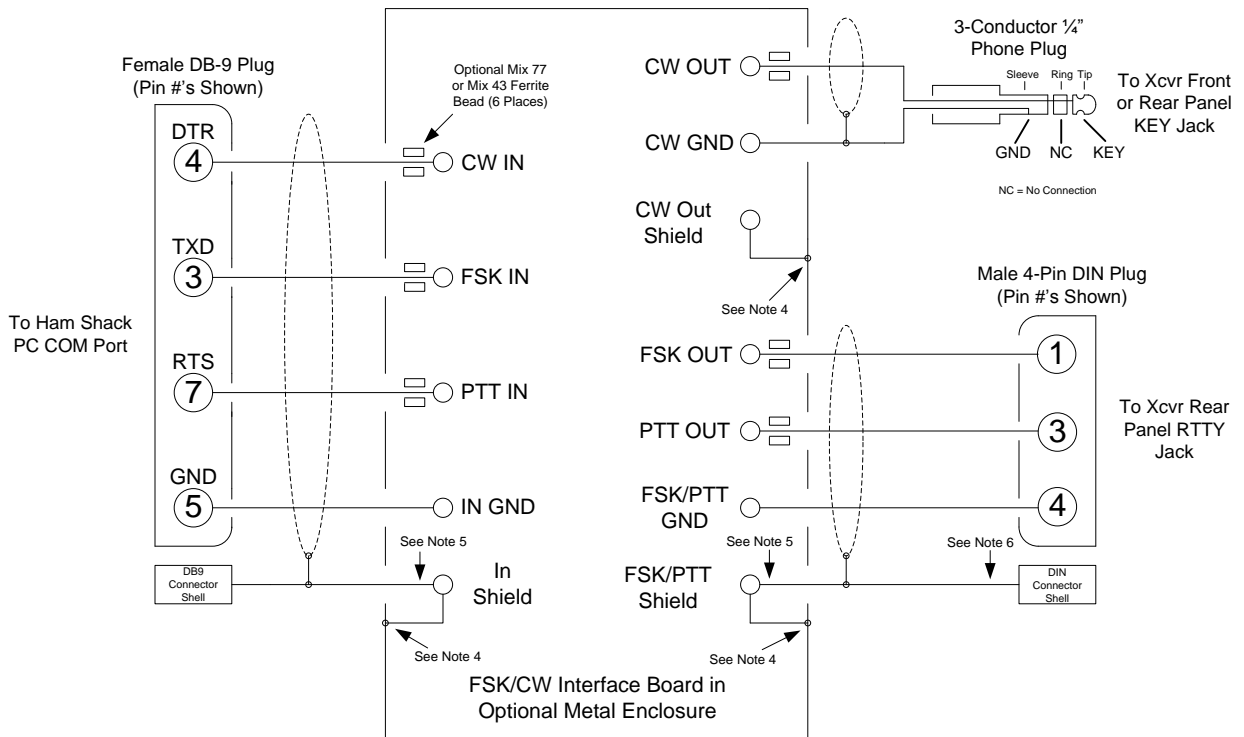 Female DB-9 Plug
(Pin #'s Shown)
Optional Mix 77
or Mix 43 Ferrite
Bead (6 Places)
DTR
4
CW IN
TXD
3
FSK IN
To Ham Shack
PC COM Port
RTS
7
PTT IN
GND
5
IN GND
See Note 5
DB9
Connector
Shell
In
Shield
See Note 4
FSK/CW Interface Board in
Optional Metal Enclosure
CW OUT
CW GND
CW Out
Shield
See Note 4
3-Conductor ¼”
Phone Plug
Sleeve
Ring
Tip
GND
NC
KEY
NC = No Connection
To Xcvr Front
or Rear Panel
KEY Jack
Male 4-Pin DIN Plug
(Pin #'s Shown)
FSK OUT
1
PTT OUT
3
FSK/PTT
GND
4
To Xcvr Rear
Panel RTTY
Jack
See Note 5
See Note 6
FSK/PTT
Shield
DIN
Connector
Shell
See Note 4